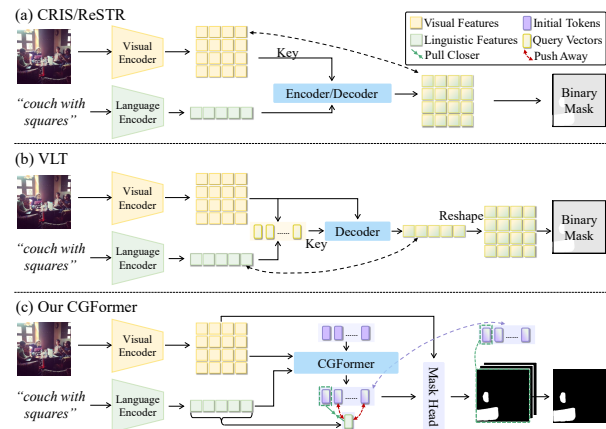 (a) CRIS/ReSTR
Visual Encoder
Key
Encoder/Decoder
"couch with squares"
Language Encoder
Binary Mask
Visual Features
Initial Tokens
Linguistic Features
Query Vectors
Pull Closer
Push Away
(b) VLT
Visual Encoder
"couch with squares"
Language Encoder
......
Key
Decoder
Reshape
Binary Mask
(c) Our CGFormer
Visual Encoder
"couch with squares"
Language Encoder
......
CGFormer
......
Mask Head
......